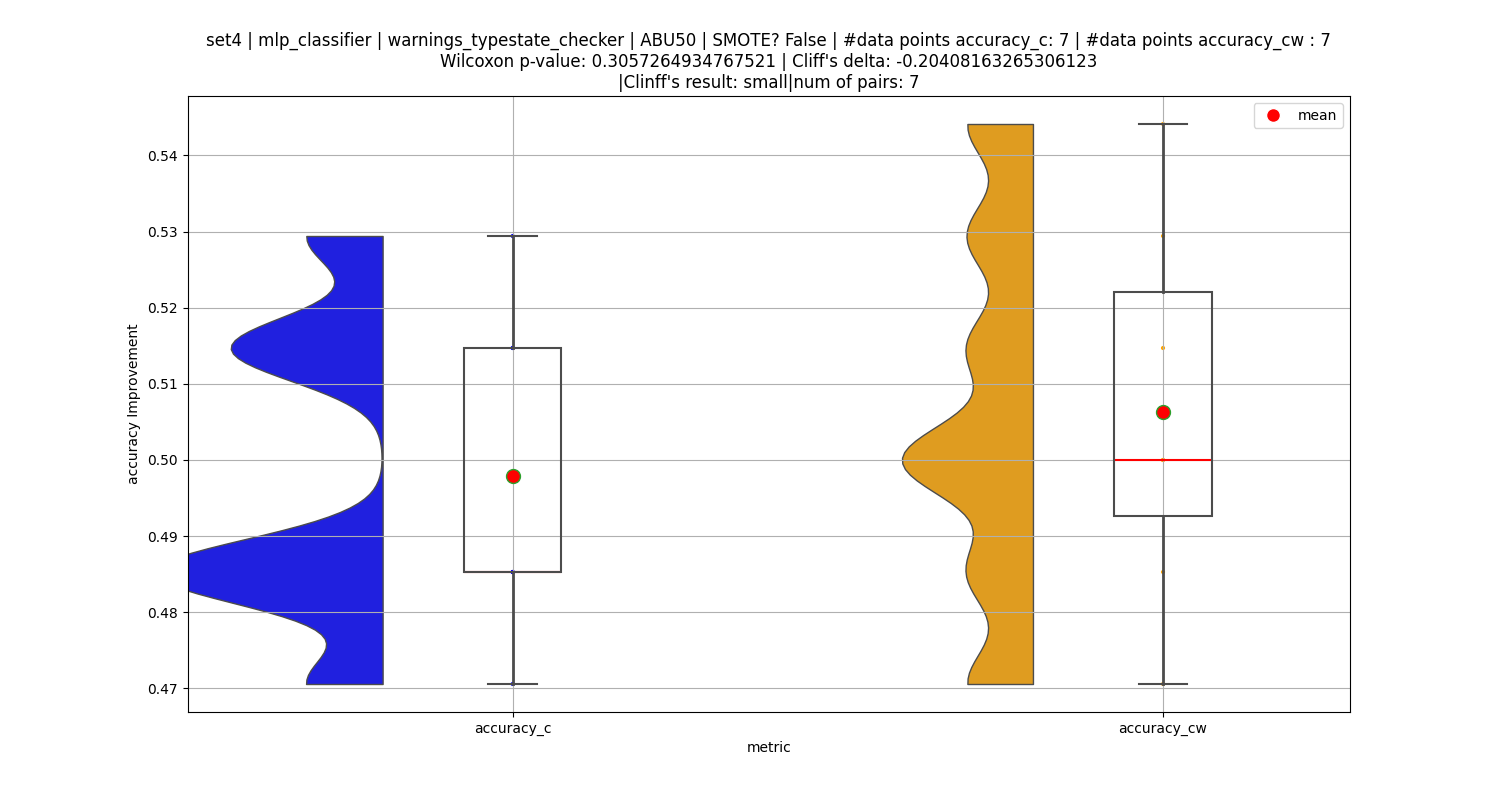 set4 | mlp_classifier | warnings_typestate_checker | ABU50 | SMOTE? False | #data points accuracy_c: 7 | #data points accuracy_cw : 7
Wilcoxon p-value: 0.3057264934767521 | Cliff's delta: -0.20408163265306123
|Clinff's result: small|num of pairs: 7
mean
0.54
0.53
0.52
0.51
0.50
0.49
0.48
0.47
accuracy Improvement
accuracy_c
accuracy_cw
metric